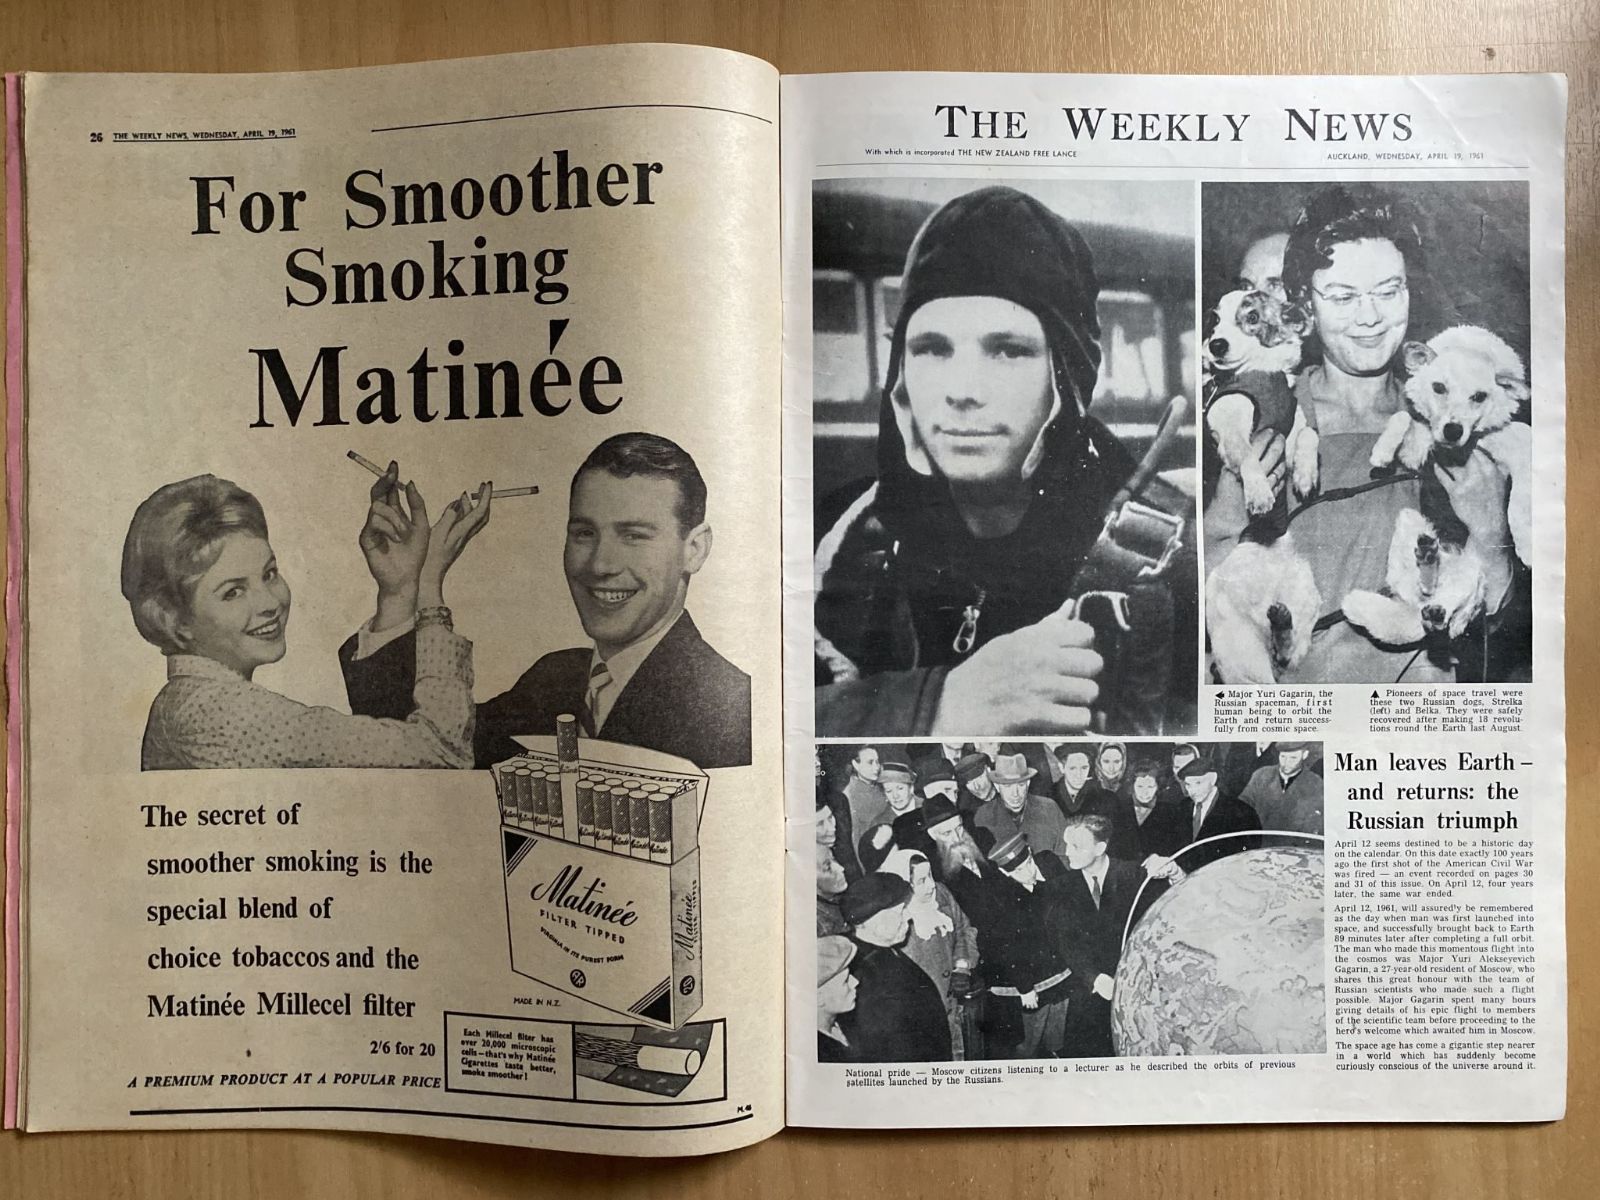 26 THE WEEKLY NEWS, WEDNESDAY, APRIL 19, 1961
For Smoother
Smoking
Matinée
The secret of
smoother smoking is the
special blend of
choice tobaccos and the
Matinée Millecel filter
2'6 for 20
A PREMIUM PRODUCT AT A POPULAR PRICE
Matinée
FILTER TIPPED
VIRGINIA IN ITS PUREST FORM
Matinée
MADE IN N.Z.
Each Millecel filter has
over 20,000 microscopic
cells—that's why Matinée
Cigarettes taste better,
smoke smoother!
M.46
THE WEEKLY NEWS
With which is incorporated THE NEW ZEALAND FREE LANCE
AUCKLAND, WEDNESDAY, APRIL 19, 1961
Major Yuri Gagarin, the
Russian spaceman, first
human Being to orbit the
Earth and return success-
fully from cosmic space.
Pioneers of space travel were
these two Russian dogs, Strelka
(left) and Belka. They were safely
recovered after making 18 revolu-
tions round the Earth last August.
National pride — Moscow citizens listening to a lecturer as he described the orbits of previous
satellites launched by the Russians.
Man leaves Earth –
and returns: the
Russian triumph
April 12 seems destined to be a historic day
on the calendar. On this date exactly 100 years
ago the first shot of the American Civil War
was fired — an event recorded on pages 30
and 31 of this issue. On April 12, four years
later, the same war ended.
April 12, 1961, will assuredly be remembered
as the day when man was first launched into
space, and successfully brought back to Earth
89 minutes later after completing a full orbit.
The man who made this momentous flight into
the cosmos was Major Yuri Alekseyevich
Gagarin, a 27-year-old resident of Moscow, who
shares this great honour with the team of
Russian scientists who made such a flight
possible. Major Gagarin spent many hours
giving details of his epic flight to members
of the scientific team before proceeding to the
hero's welcome which awaited him in Moscow.
The space age has come a gigantic step nearer
in a world which has suddenly become
curiously conscious of the universe around it.